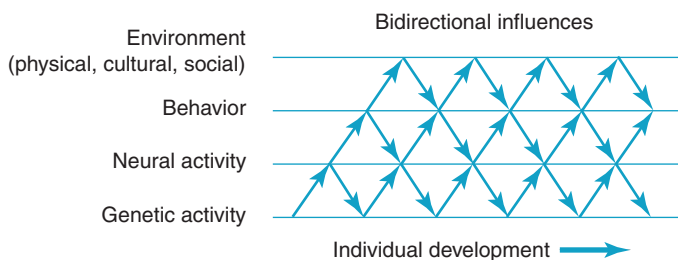 Bidirectional influences
Environment
(physical, cultural, social)
Behavior
Neural activity
Genetic activity
Individual development